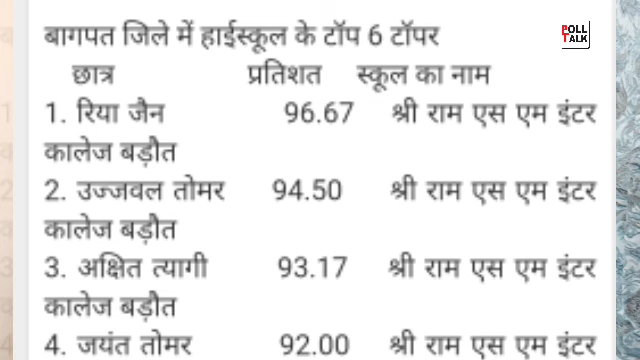 बागपत जिले में हाईस्कूल के टॉप 6 टॉपर
POLL TALK
छात्र प्रतिशत स्कूल का नाम
1. रिया जैन 96.67 श्री राम एस एम इंटर
कालेज बड़ौत
2. उज्जवल तोमर 94.50 श्री राम एस एम इंटर
कालेज बड़ौत
3. अक्षित त्यागी 93.17 श्री राम एस एम इंटर
कालेज बड़ौत
4. जयंत तोमर 92.00 श्री राम एस एम इंटर